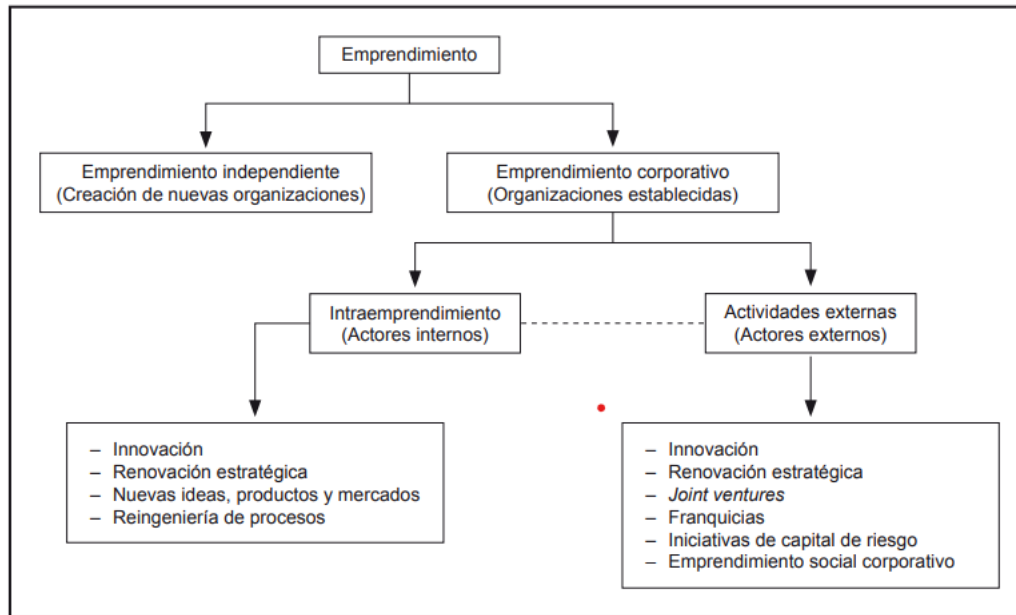 Emprendimiento
Emprendimiento independiente
(Creación de nuevas organizaciones)
Emprendimiento corporativo
(Organizaciones establecidas)
Intraemprendimiento
(Actores internos)
Actividades externas
(Actores externos)
– Innovación
– Renovación estratégica
– Nuevas ideas, productos y mercados
– Reingeniería de procesos
– Innovación
– Renovación estratégica
– Joint ventures
– Franquicias
– Iniciativas de capital de riesgo
– Emprendimiento social corporativo